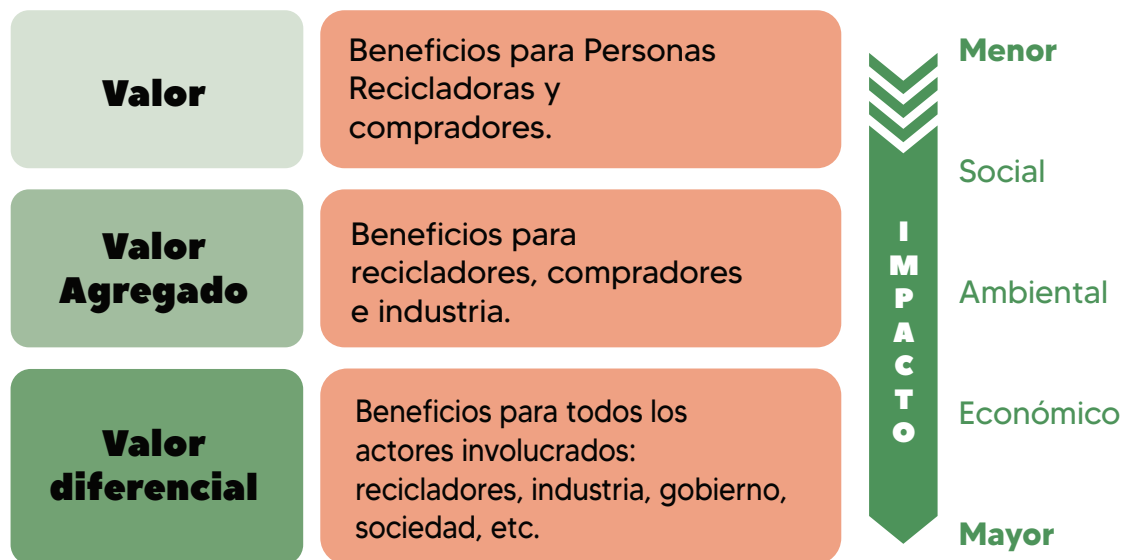 Valor
Beneficios para Personas
Recicladoras y
compradores.
Valor
Agregado
Beneficios para
recicladores, compradores
e industria.
Valor
diferencial
Beneficios para todos los
actores involucrados:
recicladores, industria, gobierno,
sociedad, etc.
IMPACTO
Menor
Social
Ambiental
Económico
Mayor